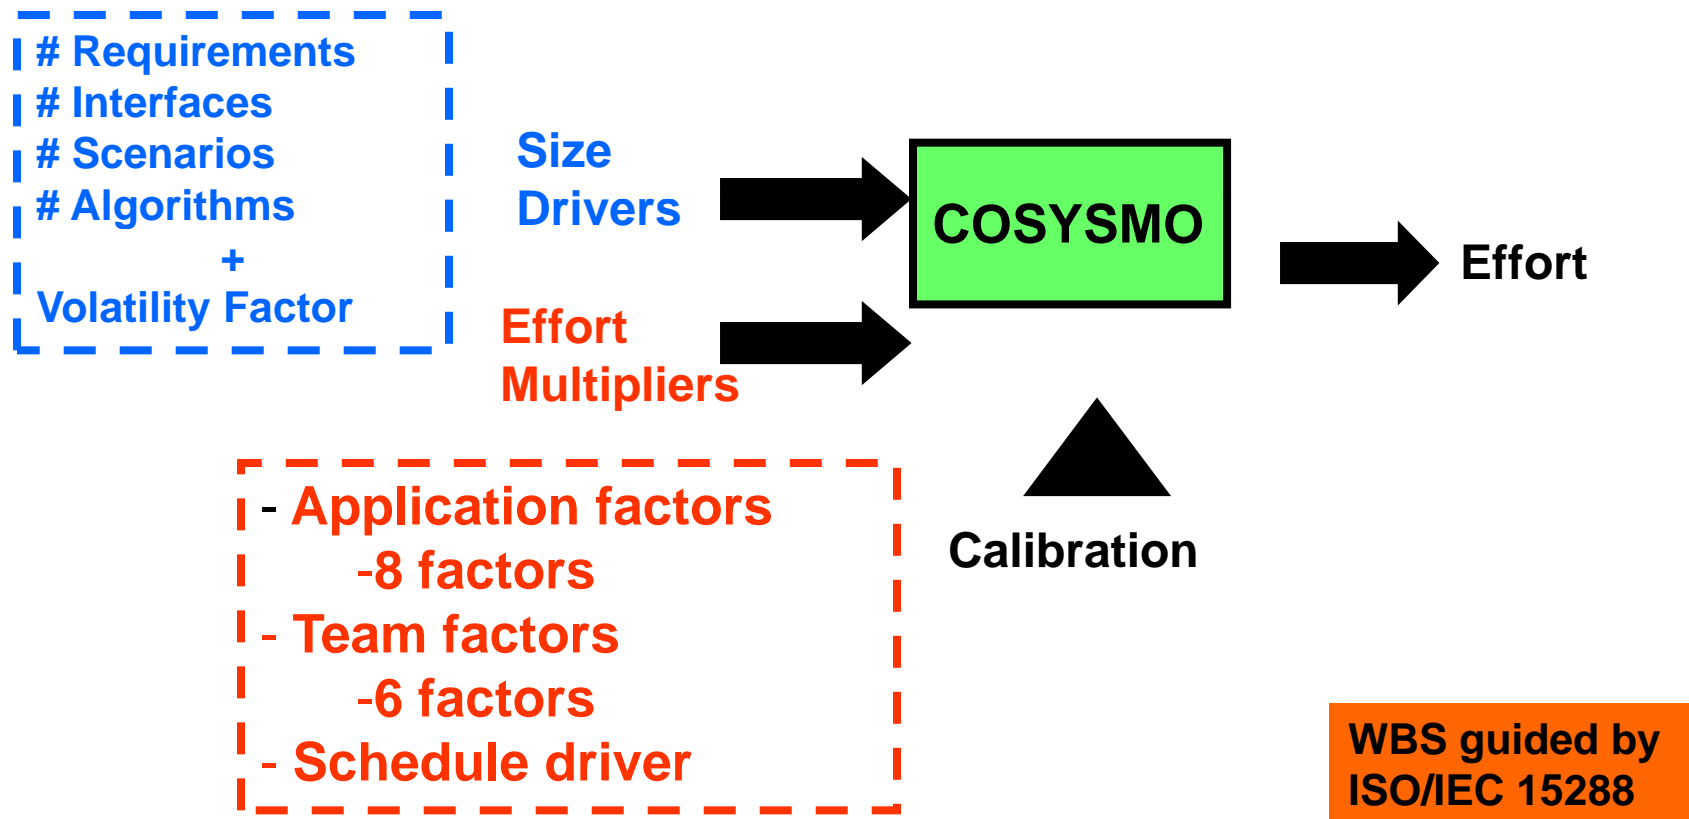 # Requirements
# Interfaces
# Scenarios
# Algorithms
+
Volatility Factor
Size
Drivers
Effort
Multipliers
COSYSMO
Effort
Calibration
- Application factors
-8 factors
- Team factors
-6 factors
- Schedule driver
WBS guided by
ISO/IEC 15288